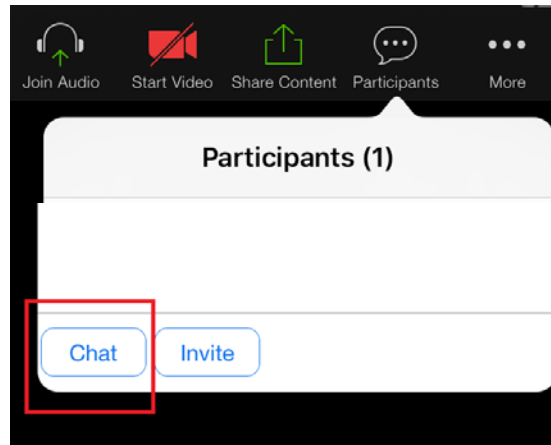 Join Audio Start Video Share Content Participants More
Participants (1)
Chat Invite